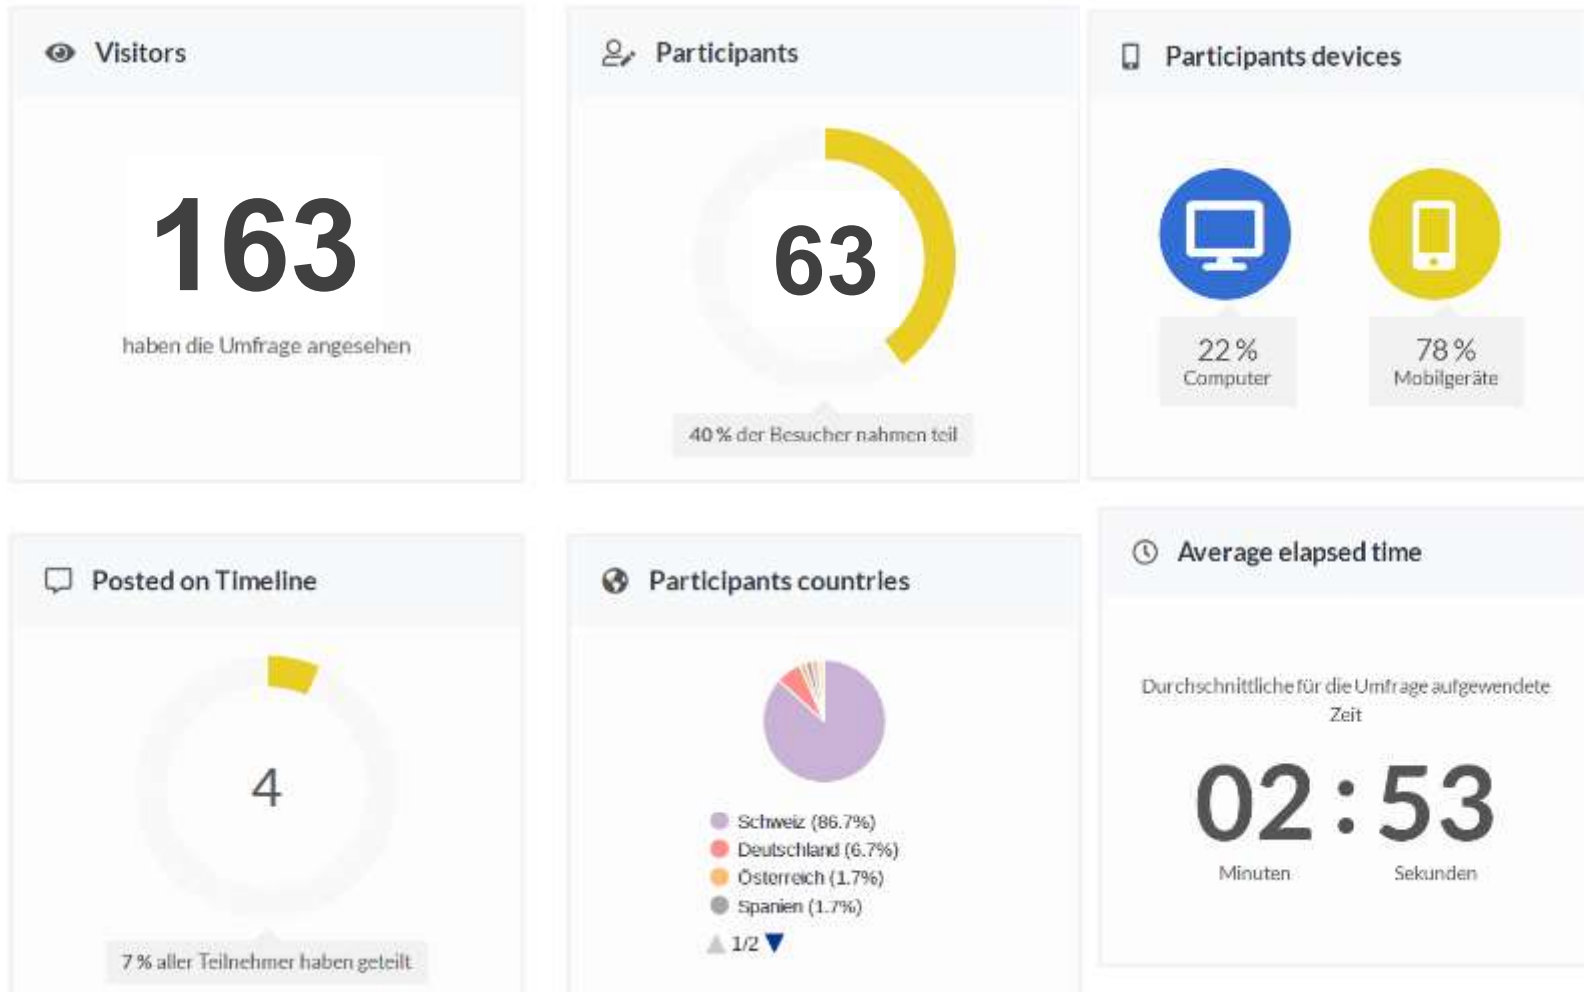 Visitors
163
haben die Umfrage angesehen
Participants
63
40 % der Besucher nahmen teil
Participants devices
22 %
Computer
78 %
Mobilgeräte
Posted on Timeline
4
7 % aller Teilnehmer haben geteilt
Participants countries
Schweiz (86.7%)
Deutschland (6.7%)
Österreich (1.7%)
Spanien (1.7%)
1/2
Average elapsed time
Durchschnittliche für die Umfrage aufgewendete
Zeit
02 : 53
Minuten Sekunden